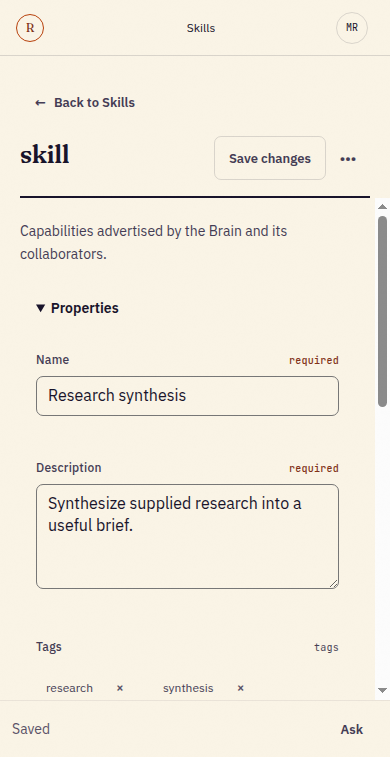 R
Skills
MR
← Back to Skills
skill
Save changes
•••
Capabilities advertised by the Brain and its
collaborators.
▼ Properties
Name
required
Research synthesis
Description
required
Synthesize supplied research into a
useful brief.
Tags
tags
research × synthesis ×
Saved
Ask